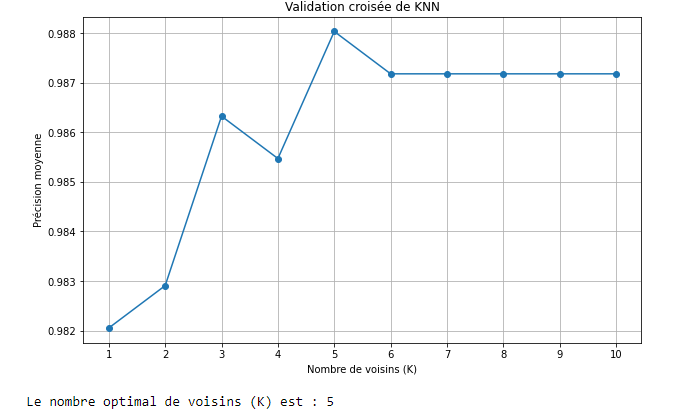 Validation croisée de KNN
0.988
0.987
0.986
0.985
0.984
0.983
0.982
Précision moyenne
1 2 3 4 5 6 7 8 9 10
Nombre de voisins (K)
Le nombre optimal de voisins (K) est : 5